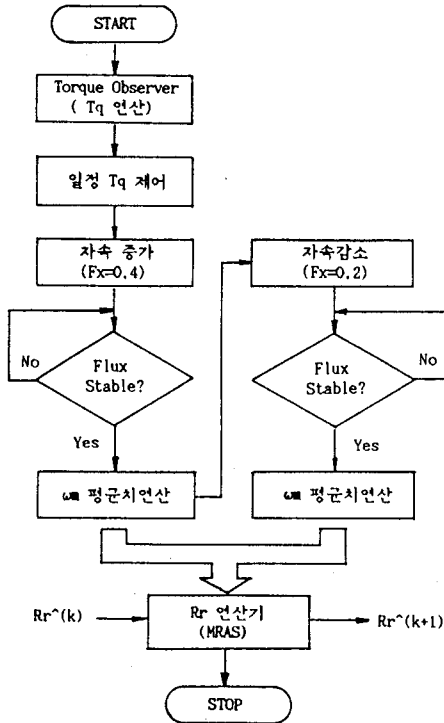 START
Torque Observer
( Tq 연산)
일정 Tq 제어
자속 증가
(Fx=0.4)
Flux
Stable?
No
Yes
ωm 평균치연산
자속감소
(Fx=0.2)
Flux
Stable?
No
Yes
ωm 평균치연산
Rr^(k)
Rr 연산기
(MRAS)
Rr^(k+1)
STOP